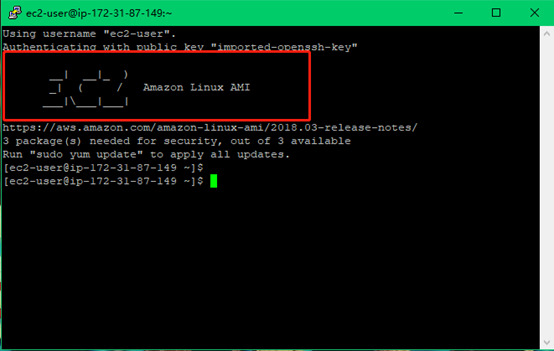 ec2-user@ip-172-31-87-149:~
Using username "ec2-user".
Authenticating with public key "imported-openssh-key"
__|  __|_  )
_|  (     /   Amazon Linux AMI
___|\___|___|
https://aws.amazon.com/amazon-linux-ami/2018.03-release-notes/
3 package(s) needed for security, out of 3 available
Run "sudo yum update" to apply all updates.
[ec2-user@ip-172-31-87-149 ~]$
[ec2-user@ip-172-31-87-149 ~]$